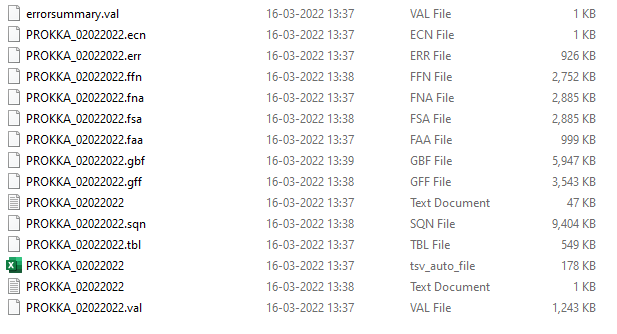 errorsummary.val 16-03-2022 13:37 VAL File 1 KB
PROKKA_02022022.ecn 16-03-2022 13:37 ECN File 1 KB
PROKKA_02022022.err 16-03-2022 13:37 ERR File 926 KB
PROKKA_02022022.ffn 16-03-2022 13:38 FFN File 2,752 KB
PROKKA_02022022.fna 16-03-2022 13:37 FNA File 2,885 KB
PROKKA_02022022.fsa 16-03-2022 13:38 FSA File 2,885 KB
PROKKA_02022022.faa 16-03-2022 13:37 FAA File 999 KB
PROKKA_02022022.gbf 16-03-2022 13:39 GBF File 5,947 KB
PROKKA_02022022.gff 16-03-2022 13:38 GFF File 3,543 KB
PROKKA_02022022 16-03-2022 13:37 Text Document 47 KB
PROKKA_02022022.sqn 16-03-2022 13:38 SQN File 9,404 KB
PROKKA_02022022.tbl 16-03-2022 13:37 TBL File 549 KB
PROKKA_02022022 16-03-2022 13:37 tsv_auto_file 178 KB
PROKKA_02022022 16-03-2022 13:38 Text Document 1 KB
PROKKA_02022022.val 16-03-2022 13:37 VAL File 1,243 KB